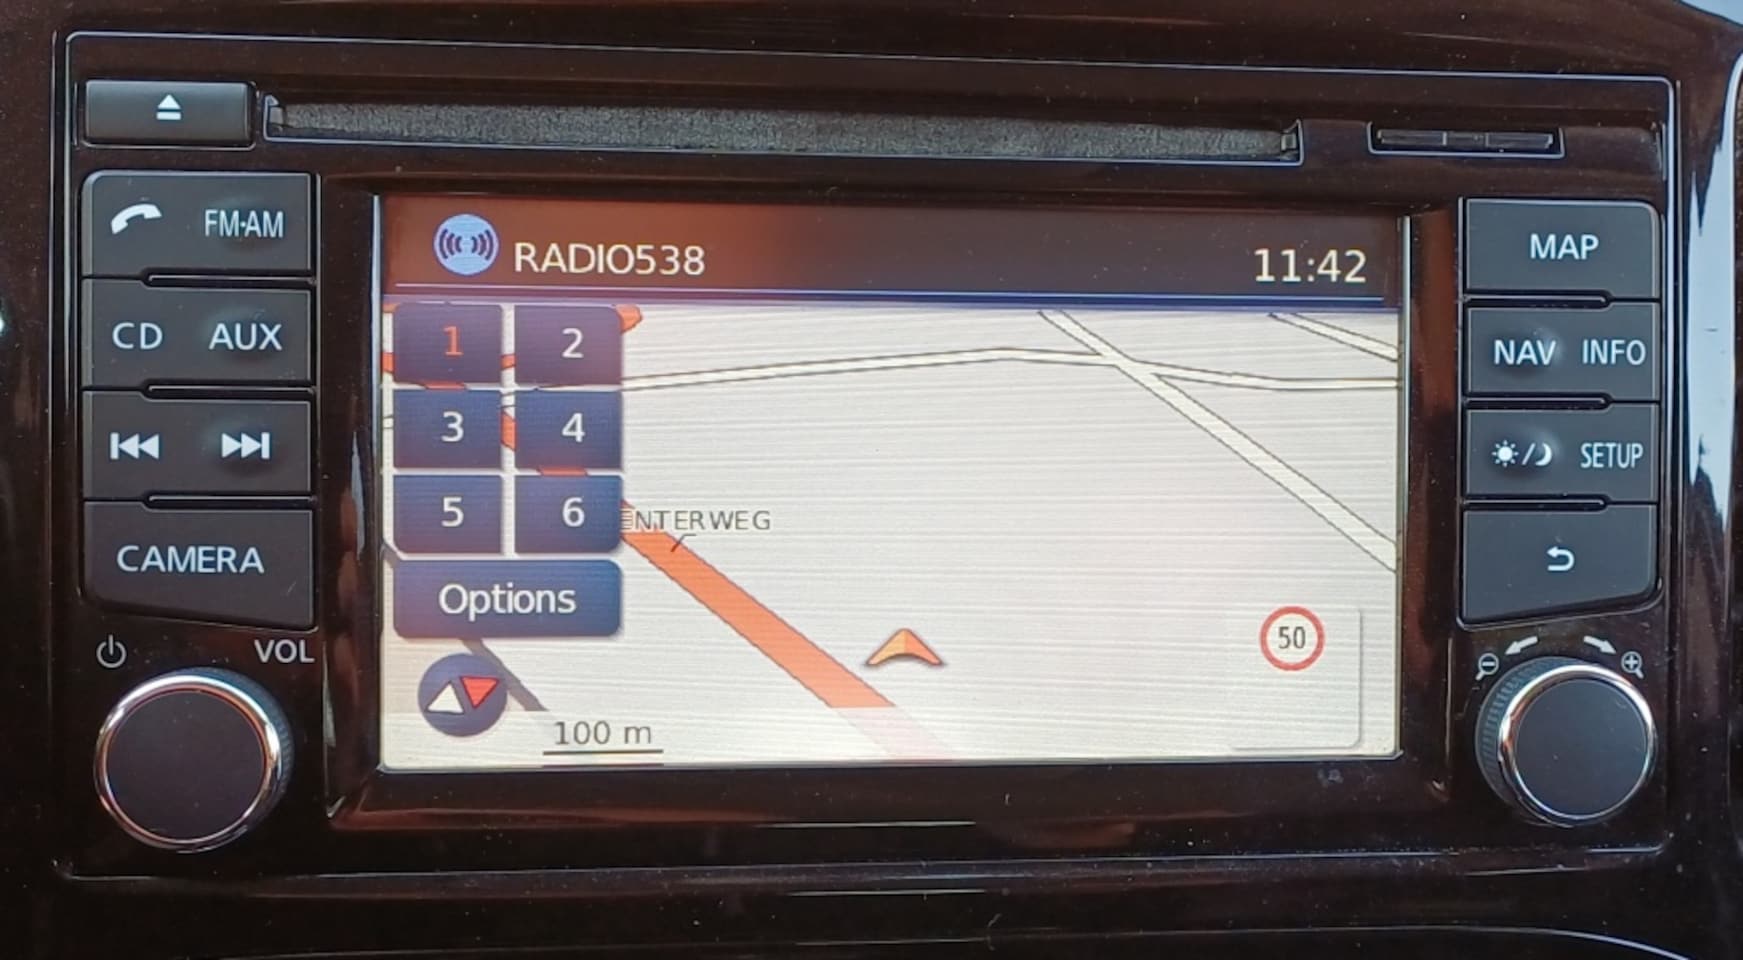 FM·AM
CD AUX
CAMERA
VOL
RADIO538 11:42
1 2
3 4
5 6
Options
100 m
50
MAP
NAV INFO
SETUP